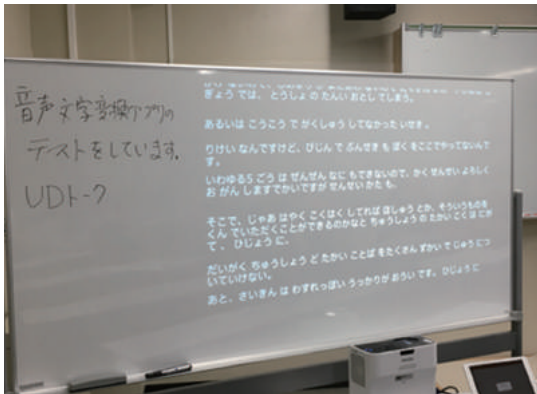 音声文字変換アプリの
テストをしています。
UDトーク
ぎょう では、 とうしょ の たんい おとし てしまう。
あるいは こうこう で がくしゅう してなかった いせき 。
りけい なんですけど、びじん て ぶんせき も ぼく をここでやってないんで
す。
いわゆる5 ごう は ぜんぜん なに もできないので、かく せんせい よろしく
お がん しますでかいですが せんせい かた も。
そこで、じゃあ はやく こくはく してれば ほしゅう とか、そういうものを
くん でいただくことができるのかなと ちゅうしょう の たかい こく は にが
て 、 ひじょう に、
だいがく ちゅうしょう ど たかい ことば をたくさん ずかい て じゅう につ
いていけない。
あと、さいきん は わすれっぽい うっかりが おうい です。 ひじょう に